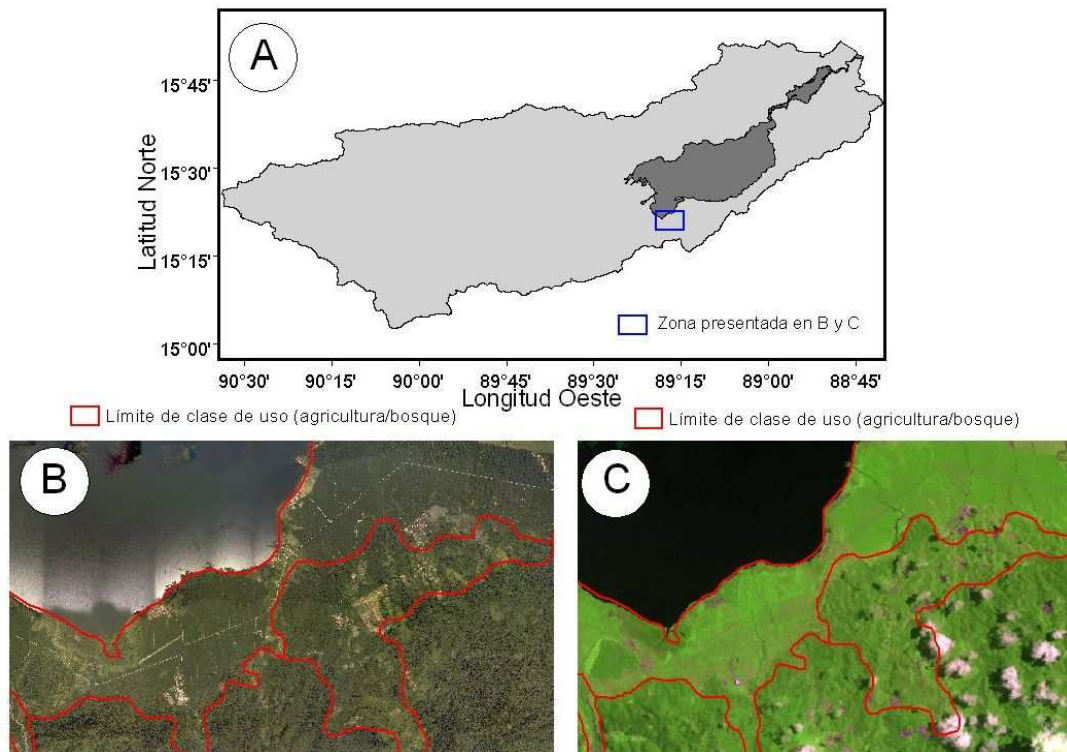 A
15°45'
15°30'
15°15'
15°00'
Latitud Norte
Zona presentada en B y C
90°30' 90°15' 90°00' 89°45' 89°30' 89°15' 89°00' 88°45'
Longitud Oeste
Límite de clase de uso (agricultura/bosque)
Límite de clase de uso (agricultura/bosque)
B
C